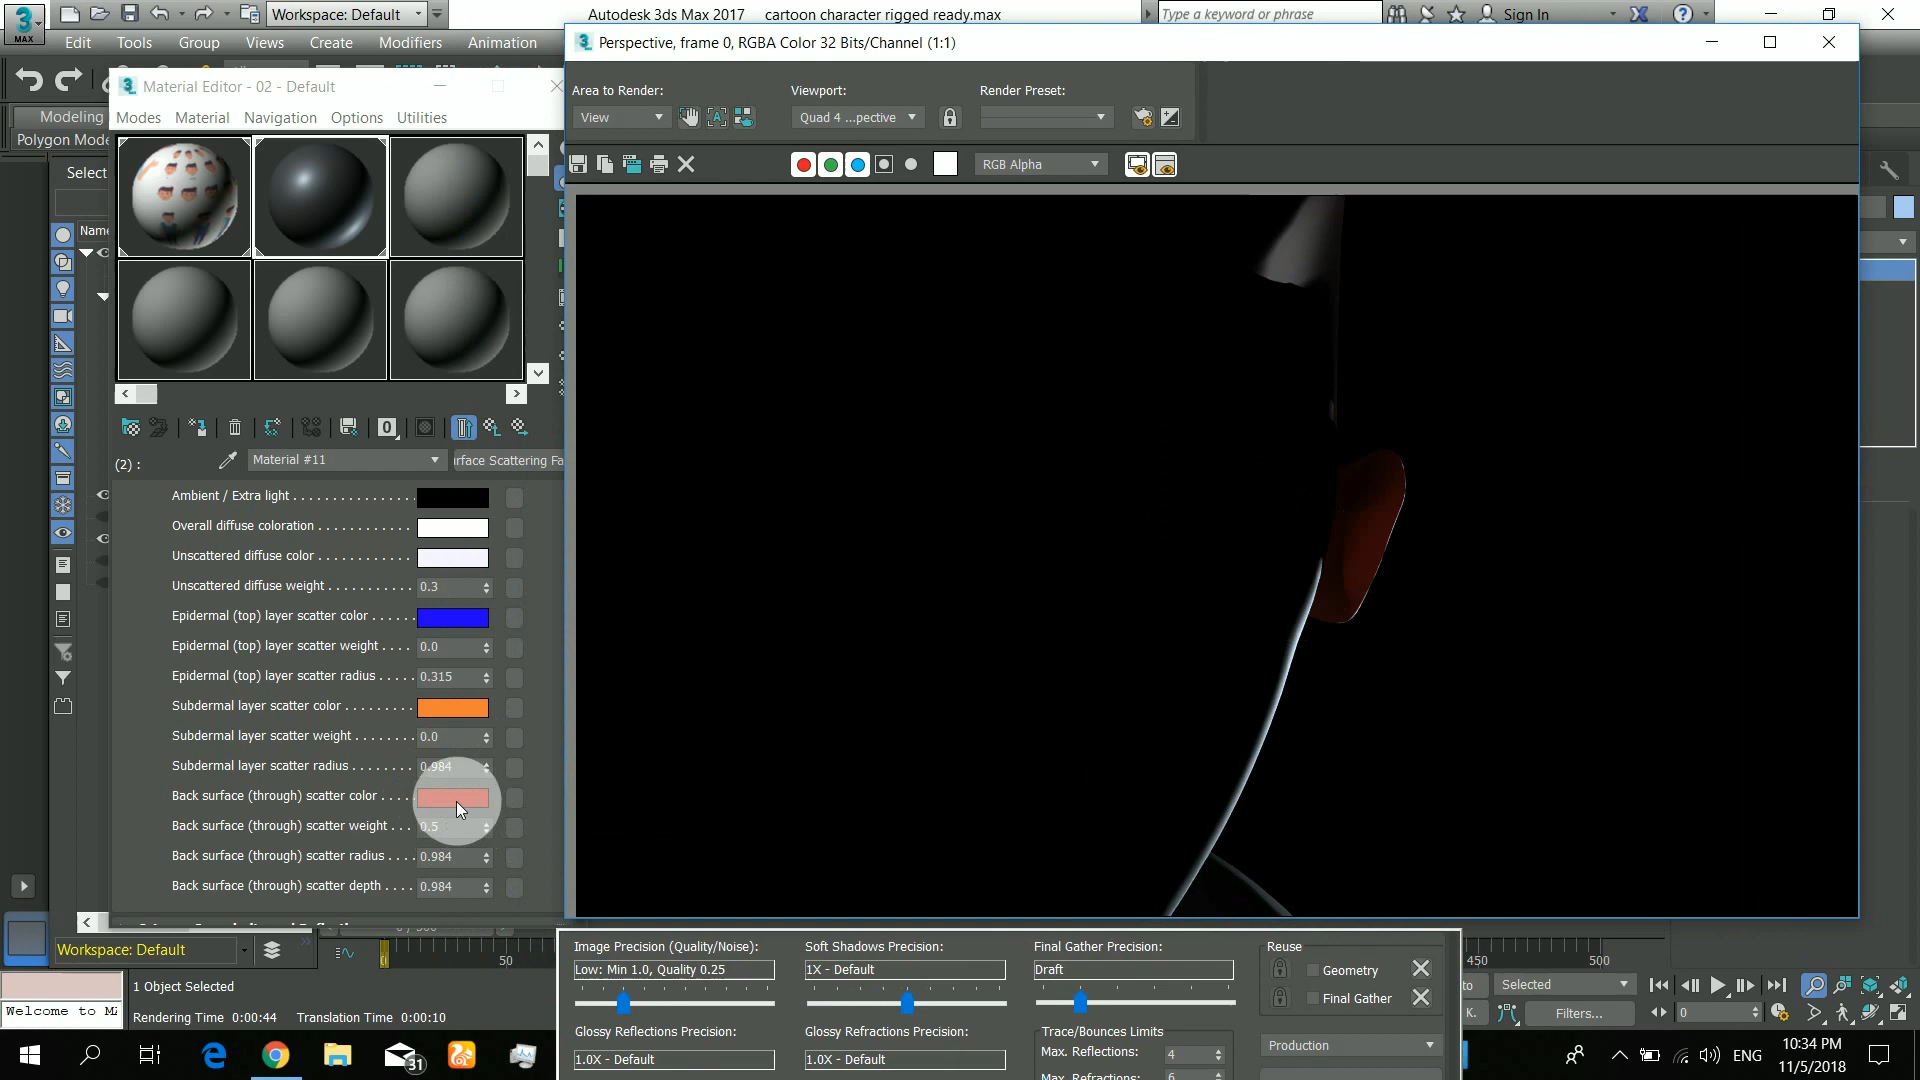 Workspace: Default
Autodesk 3ds Max 2017 cartoon character rigged ready.max
Type a keyword or phrase
Sign In
MAX
Edit Tools Group Views Create Modifiers Animation
Perspective, frame 0, RGBA Color 32 Bits/Channel (1:1)
Material Editor - 02 - Default
Modes Material Navigation Options Utilities
Modeling
Polygon Mode
Select
Name
Area to Render:
View
Viewport:
Quad 4 ...pective
Render Preset:
RGB Alpha
(2) :
Material #11
rface Scattering Fa
Ambient / Extra light
Overall diffuse coloration
Unscattered diffuse color
Unscattered diffuse weight 0.3
Epidermal (top) layer scatter color
Epidermal (top) layer scatter weight 0.0
Epidermal (top) layer scatter radius 0.315
Subdermal layer scatter color
Subdermal layer scatter weight 0.0
Subdermal layer scatter radius 0.984
Back surface (through) scatter color
Back surface (through) scatter weight 0.5
Back surface (through) scatter radius 0.984
Back surface (through) scatter depth 0.984
Workspace: Default
50
450
500
1 Object Selected
Welcome to MA
Rendering Time 0:00:44 Translation Time 0:00:10
Image Precision (Quality/Noise):
Low: Min 1.0, Quality 0.25
Soft Shadows Precision:
1X - Default
Final Gather Precision:
Draft
Reuse
Geometry
Final Gather
Glossy Reflections Precision:
1.0X - Default
Glossy Refractions Precision:
1.0X - Default
Trace/Bounces Limits
Max. Reflections: 4
Max. Refractions: 6
Production
to
Selected
K.
Filters...
0
31
ENG
10:34 PM
11/5/2018